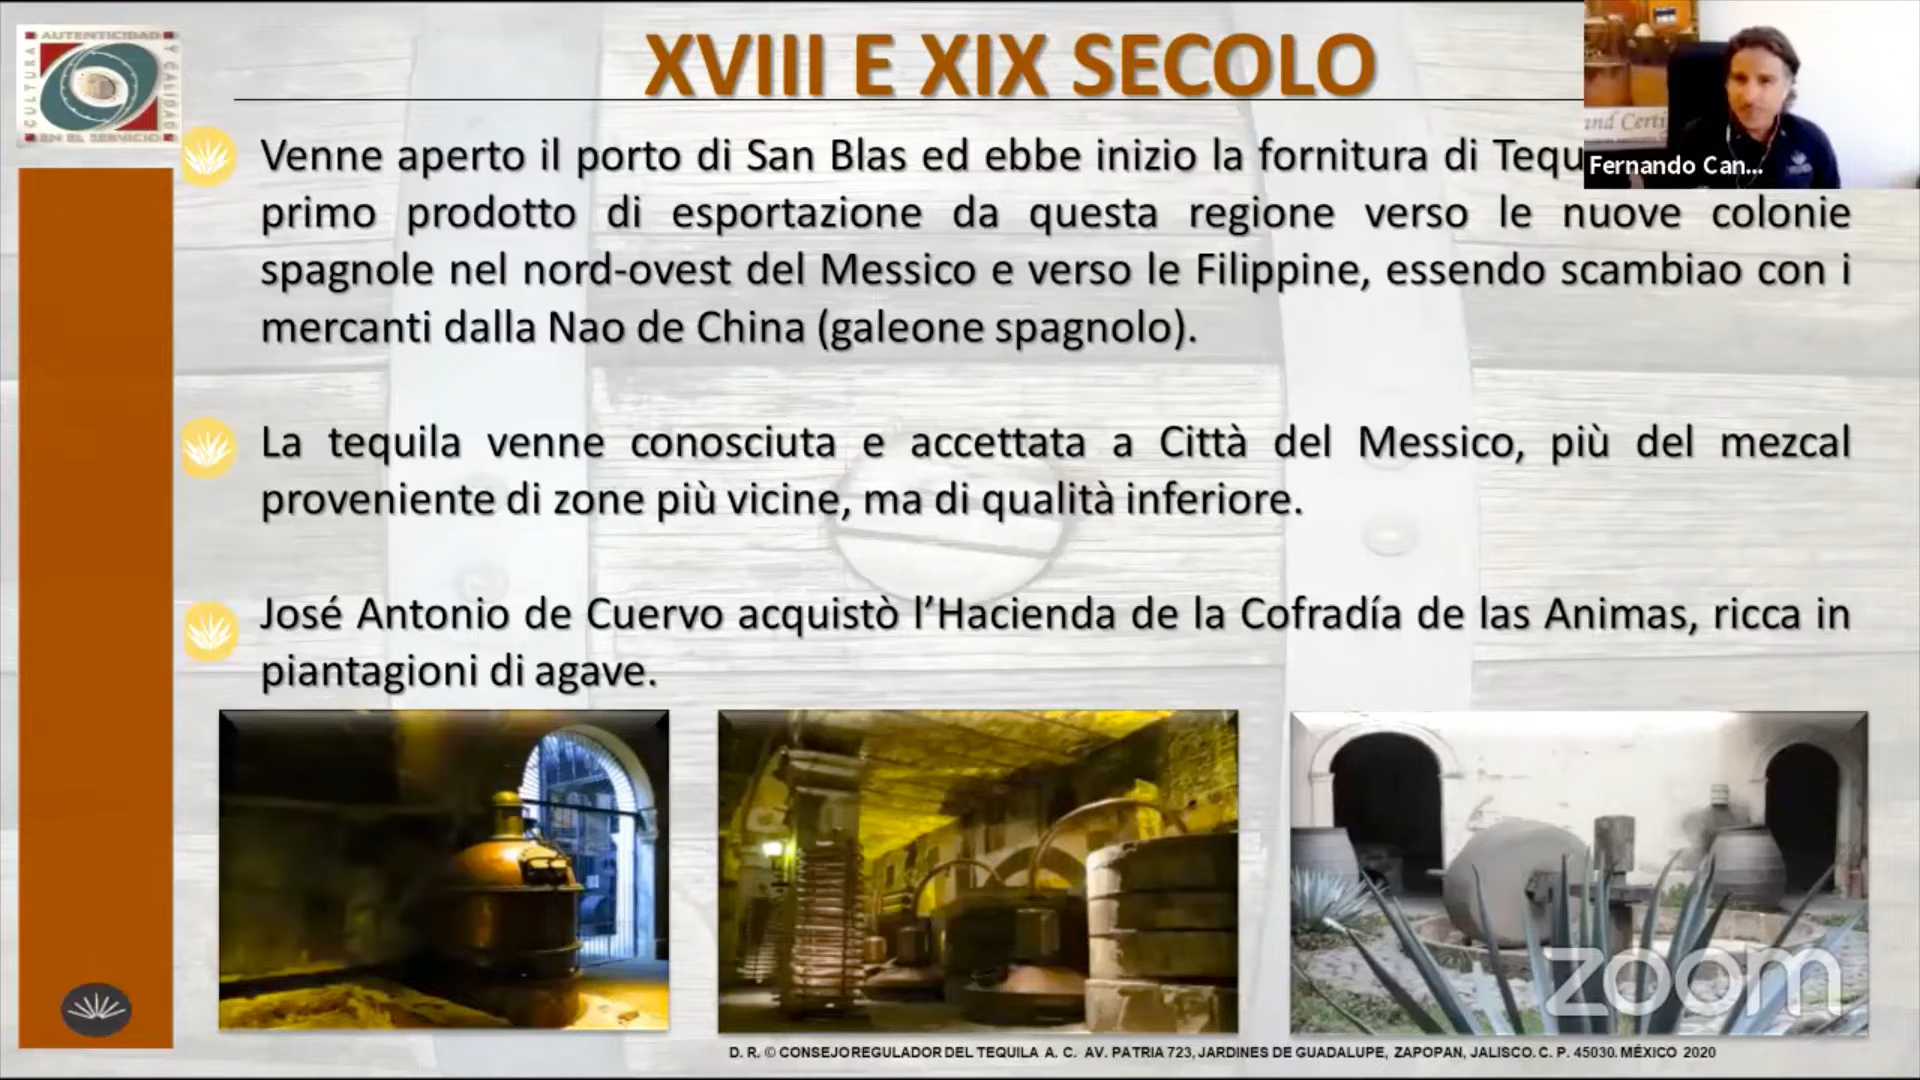 AUTENTICIDAD
CULTURA
Y CALIDAD
EN EL SERVICIO
XVIII E XIX SECOLO
and Certi
Fernando Can...
Venne aperto il porto di San Blas ed ebbe inizio la fornitura di Tequ
primo prodotto di esportazione da questa regione verso le nuove colonie
spagnole nel nord-ovest del Messico e verso le Filippine, essendo scambiao con i
mercanti dalla Nao de China (galeone spagnolo).
La tequila venne conosciuta e accettata a Città del Messico, più del mezcal
proveniente di zone più vicine, ma di qualità inferiore.
José Antonio de Cuervo acquistò l’Hacienda de la Cofradía de las Animas, ricca in
piantagioni di agave.
zoom
D. R. © CONSEJO REGULADOR DEL TEQUILA A. C. AV. PATRIA 723, JARDINES DE GUADALUPE, ZAPOPAN, JALISCO. C. P. 45030. MÉXICO 2020